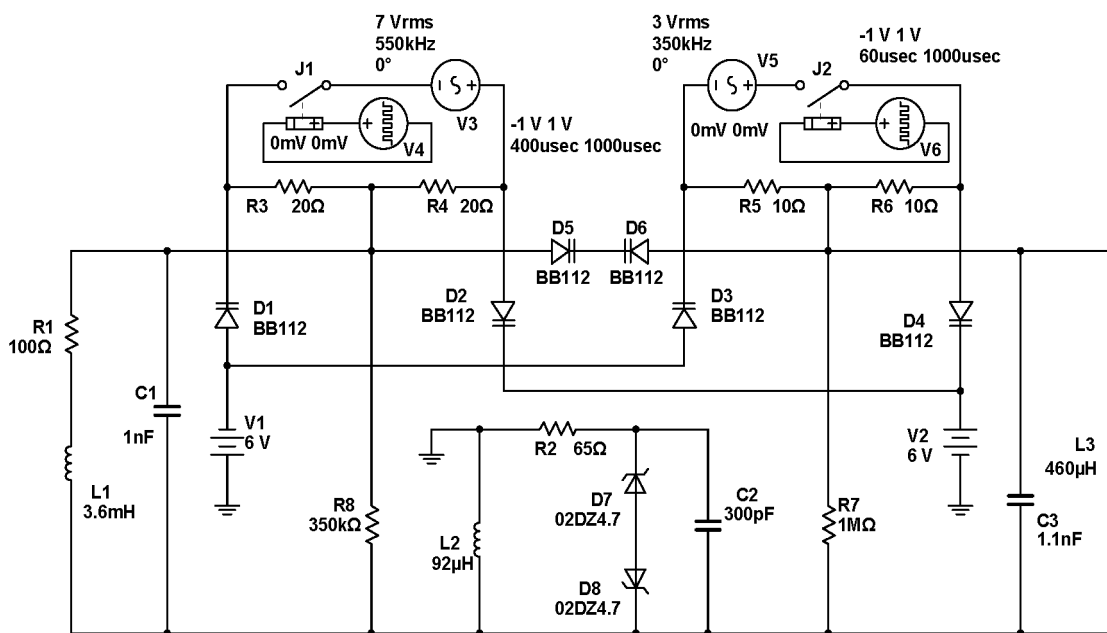 7 Vrms
550kHz
0°
3 Vrms
350kHz
0°
-1 V 1 V
60usec 1000usec
J1
V3
V5
J2
0mV 0mV
V4
-1 V 1 V
400usec 1000usec
0mV 0mV
V6
R3 20Ω
R4 20Ω
R5 10Ω
R6 10Ω
D5
BB112
D6
BB112
D1
BB112
D2
BB112
D3
BB112
D4
BB112
R1
100Ω
C1
1nF
V1
6 V
R2 65Ω
V2
6 V
L3
460µH
L1
3.6mH
R8
350kΩ
L2
92µH
D7
02DZ4.7
C2
300pF
R7
1MΩ
C3
1.1nF
D8
02DZ4.7